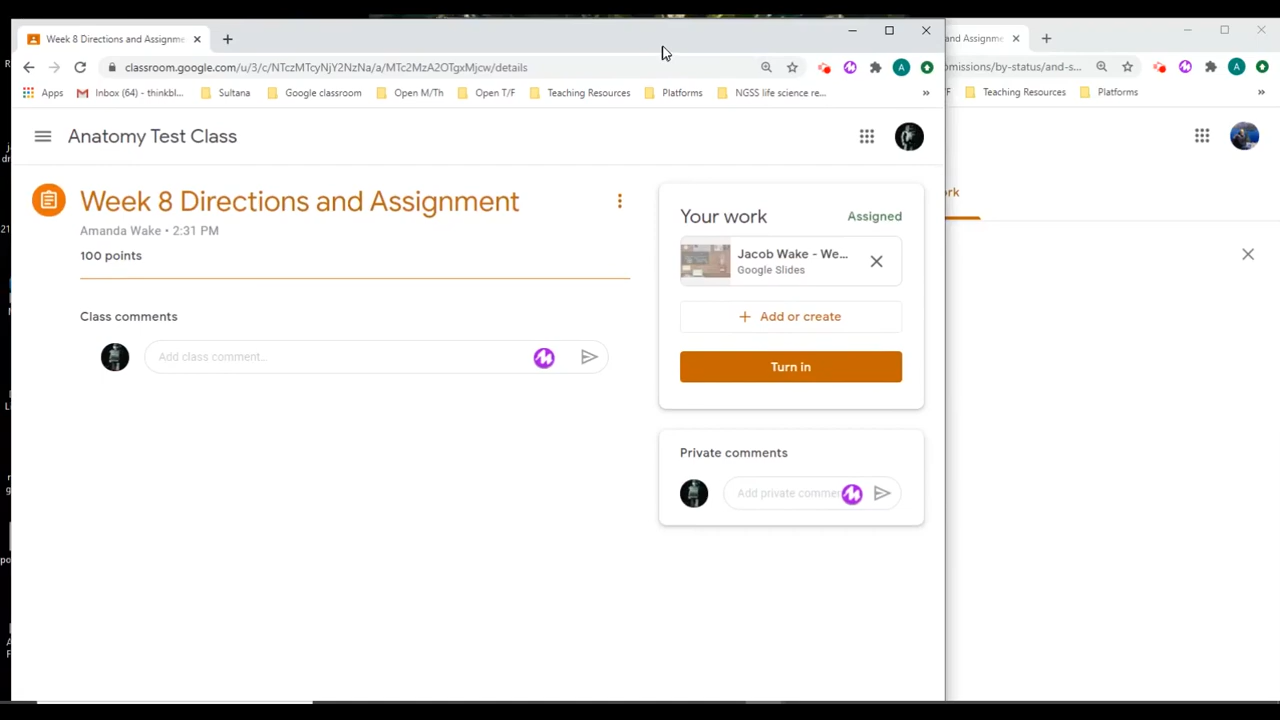 Week 8 Directions and Assignme
and Assignme
classroom.google.com/u/3/c/NTczMTcyNjY2NzNa/a/MTc2MzA2OTgxMjcw/details
A
omissions/by-status/and-s...
A
Apps
Inbox (64) - thinkbl...
Sultana
Google classroom
Open M/Th
Open T/F
Teaching Resources
Platforms
NGSS life science re...
»
F
Teaching Resources
Platforms
»
Anatomy Test Class
Week 8 Directions and Assignment
Amanda Wake • 2:31 PM
100 points
Class comments
Add class comment...
Your work
Assigned
Jacob Wake - We...
Google Slides
+ Add or create
Turn in
Private comments
Add private commen
rk